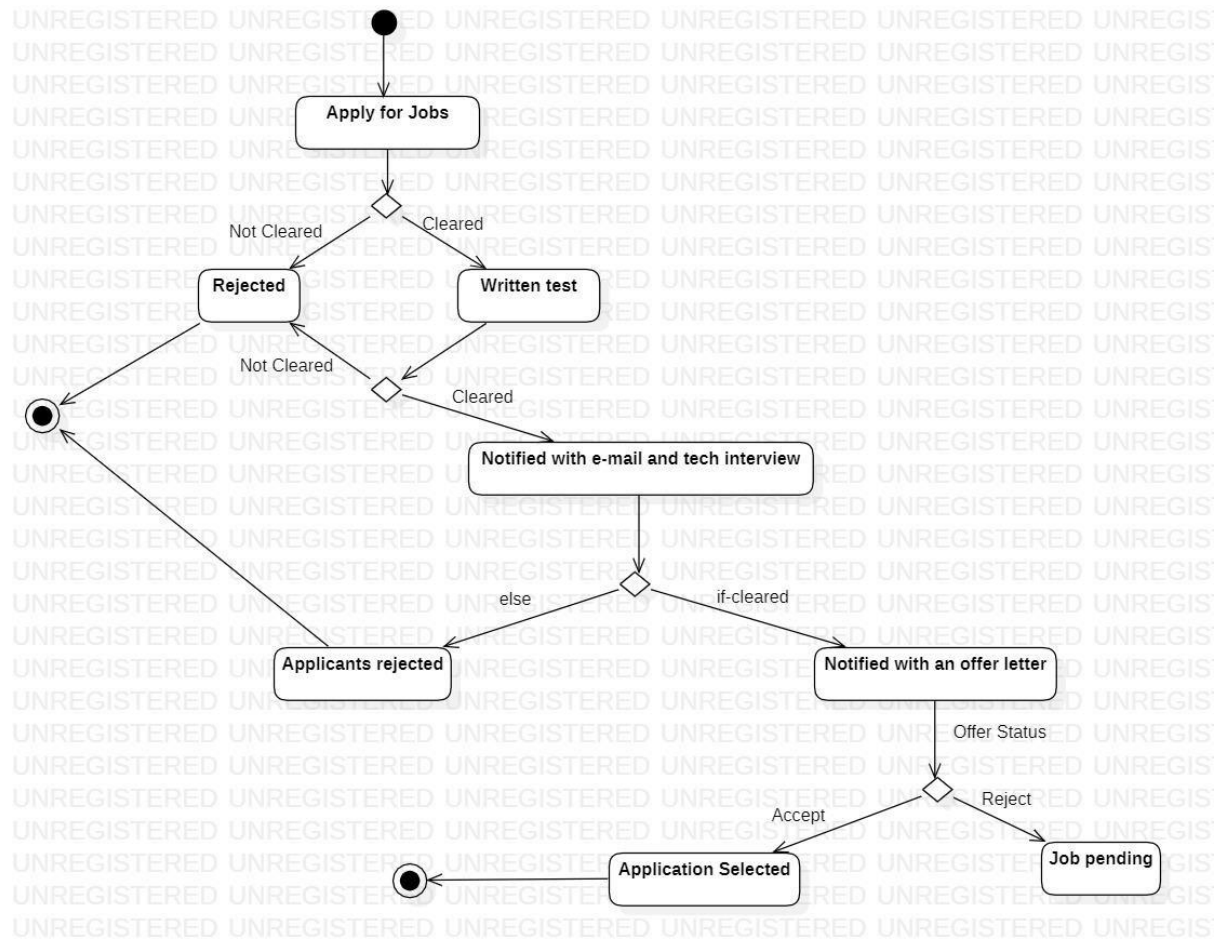 Apply for Jobs
Not Cleared
Cleared
Rejected
Written test
Not Cleared
Cleared
Notified with e-mail and tech interview
else
if-cleared
Applicants rejected
Notified with an offer letter
Offer Status
Accept
Reject
Application Selected
Job pending
UNREGISTERED UNREGISTERED UNREGISTERED UNREGISTERED UNREGISTERED UNREGIS